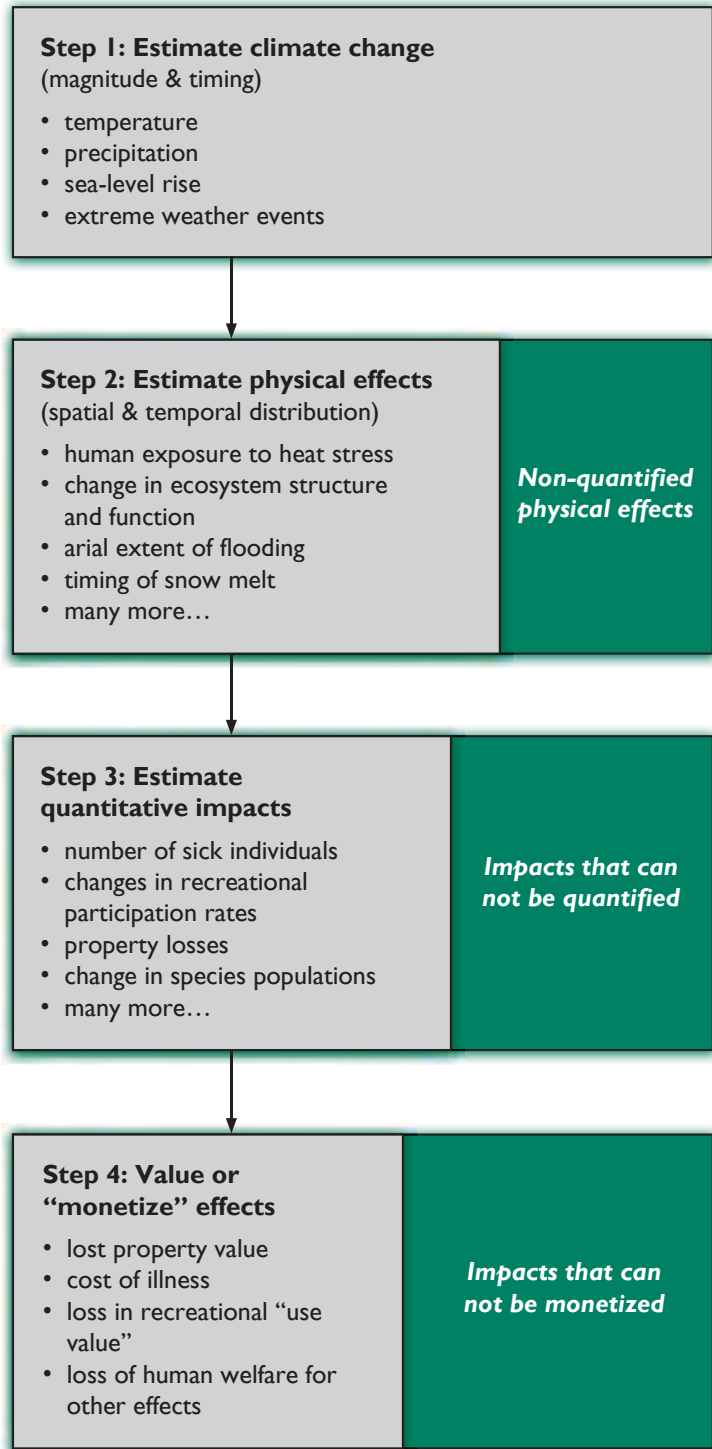 Step 1: Estimate climate change
(magnitude & timing)
• temperature
• precipitation
• sea-level rise
• extreme weather events
Step 2: Estimate physical effects
(spatial & temporal distribution)
• human exposure to heat stress
• change in ecosystem structure
and function
• arial extent of flooding
• timing of snow melt
• many more…
Non-quantified
physical effects
Step 3: Estimate
quantitative impacts
• number of sick individuals
• changes in recreational
participation rates
• property losses
• change in species populations
• many more…
Impacts that can
not be quantified
Step 4: Value or
“monetize” effects
• lost property value
• cost of illness
• loss in recreational “use
value”
• loss of human welfare for
other effects
Impacts that can
not be monetized